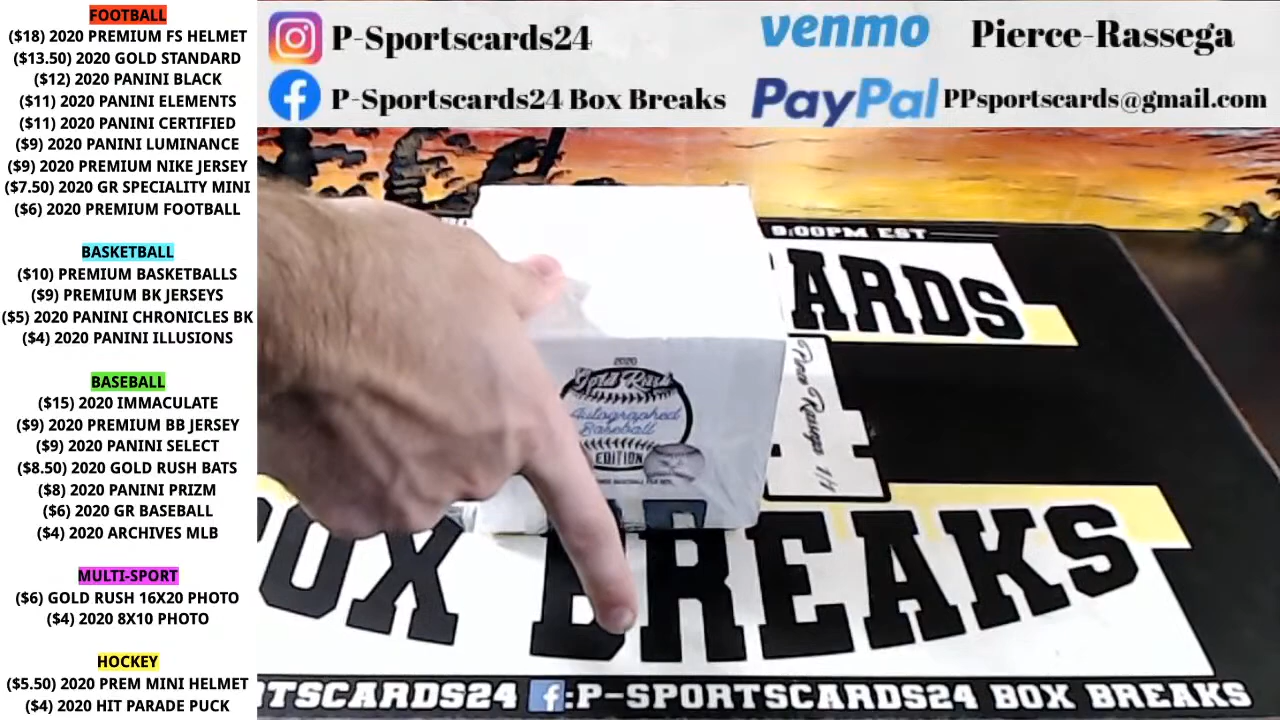 FOOTBALL
($18) 2020 PREMIUM FS HELMET
($13.50) 2020 GOLD STANDARD
($12) 2020 PANINI BLACK
($11) 2020 PANINI ELEMENTS
($11) 2020 PANINI CERTIFIED
($9) 2020 PANINI LUMINANCE
($9) 2020 PREMIUM NIKE JERSEY
($7.50) 2020 GR SPECIALITY MINI
($6) 2020 PREMIUM FOOTBALL
BASKETBALL
($10) PREMIUM BASKETBALLS
($9) PREMIUM BK JERSEYS
($5) 2020 PANINI CHRONICLES BK
($4) 2020 PANINI ILLUSIONS
BASEBALL
($15) 2020 IMMACULATE
($9) 2020 PREMIUM BB JERSEY
($9) 2020 PANINI SELECT
($8.50) 2020 GOLD RUSH BATS
($8) 2020 PANINI PRIZM
($6) 2020 GR BASEBALL
($4) 2020 ARCHIVES MLB
MULTI-SPORT
($6) GOLD RUSH 16X20 PHOTO
($4) 2020 8X10 PHOTO
HOCKEY
($5.50) 2020 PREM MINI HELMET
($4) 2020 HIT PARADE PUCK
P-Sportscards24
venmo Pierce-Rassega
P-Sportscards24 Box Breaks
PayPal PPsportscards@gmail.com
9:00PM EST
ARDS
2020
Gold Rush
Autographed
Baseball
EDITION
OX BREAKS
TSCARDS24 f:P-SPORTSCARDS24 BOX BREAKS